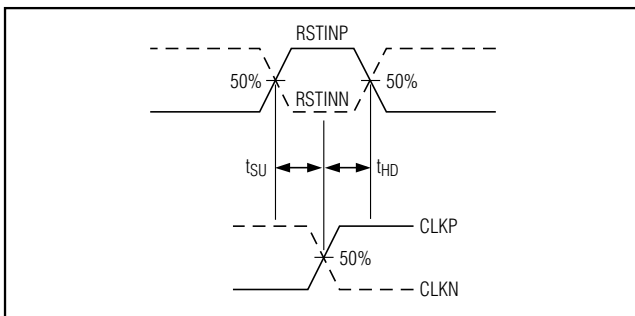 RSTINP
50% 50%
RSTINN
tSU tHD
CLKP
50%
CLKN